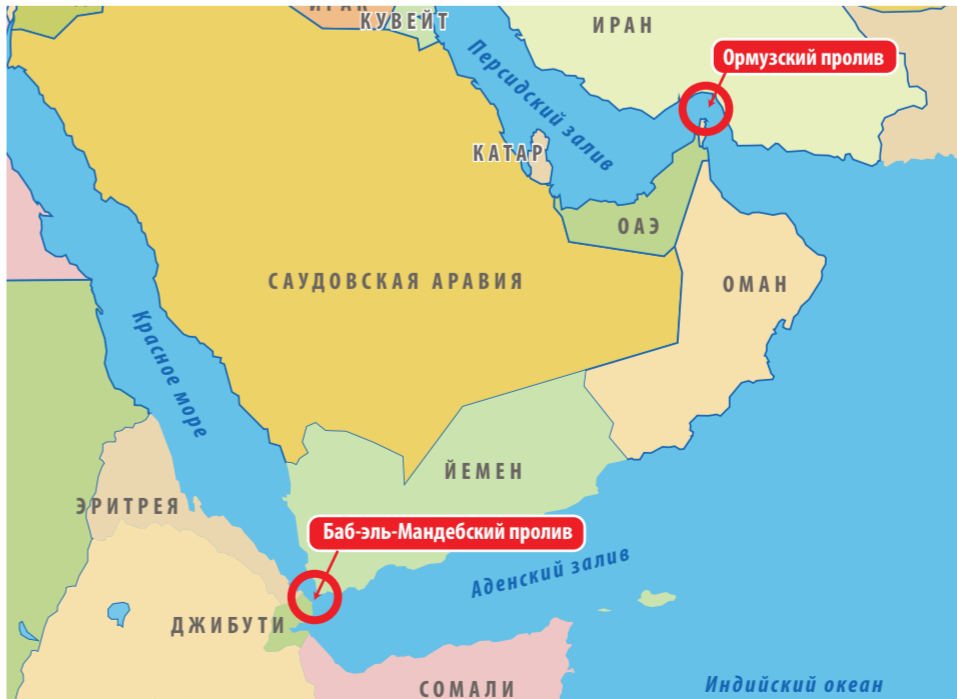 ИРАК
КУВЕЙТ
ИРАН
Ормузский пролив
Персидский залив
КАТАР
ОАЭ
САУДОВСКАЯ АРАВИЯ
ОМАН
Красное море
ЙЕМЕН
ЭРИТРЕЯ
Баб-эль-Мандебский пролив
Аденский залив
ДЖИБУТИ
СОМАЛИ
Индийский океан